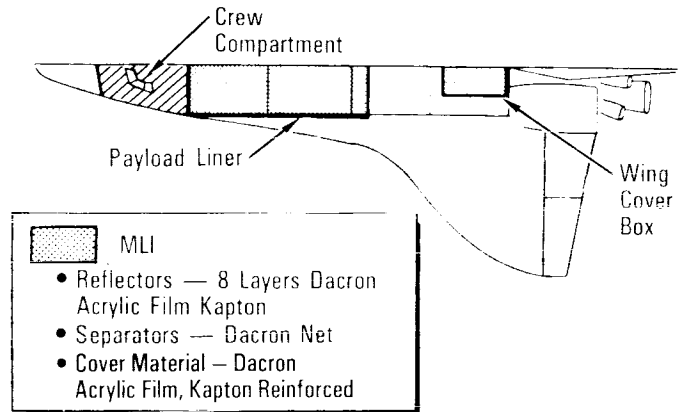 Crew
Compartment
Payload Liner
Wing
Cover
Box
MLI
• Reflectors — 8 Layers Dacron
Acrylic Film Kapton
• Separators — Dacron Net
• Cover Material – Dacron
Acrylic Film, Kapton Reinforced